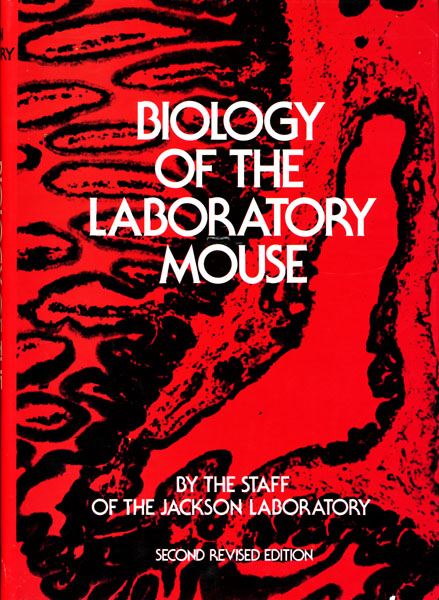 BIOLOGY
OF THE
LABORATORY
MOUSE
BY THE STAFF
OF THE JACKSON LABORATORY
SECOND REVISED EDITION